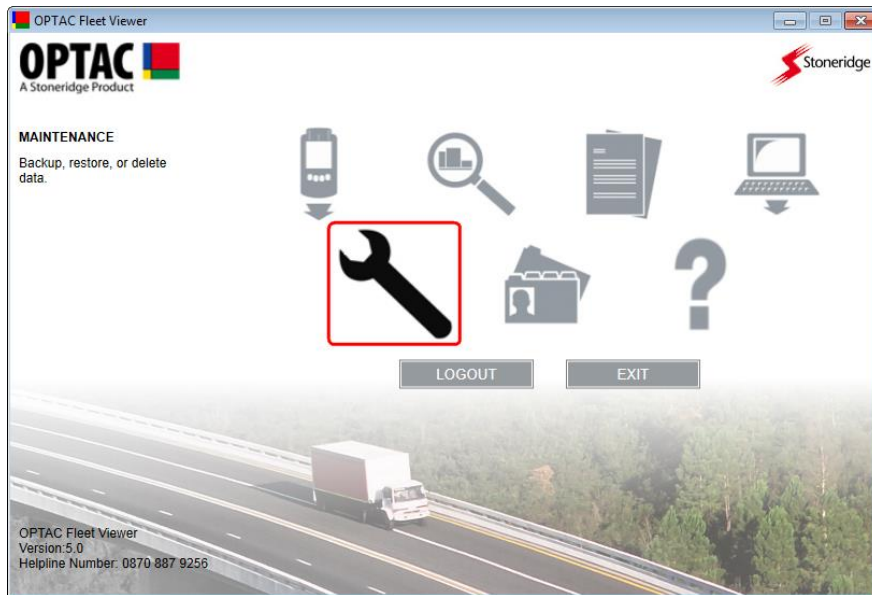 OPTAC Fleet Viewer
OPTAC
A Stoneridge Product
Stoneridge
MAINTENANCE
Backup, restore, or delete
data.
LOGOUT
EXIT
OPTAC Fleet Viewer
Version:5.0
Helpline Number: 0870 887 9256